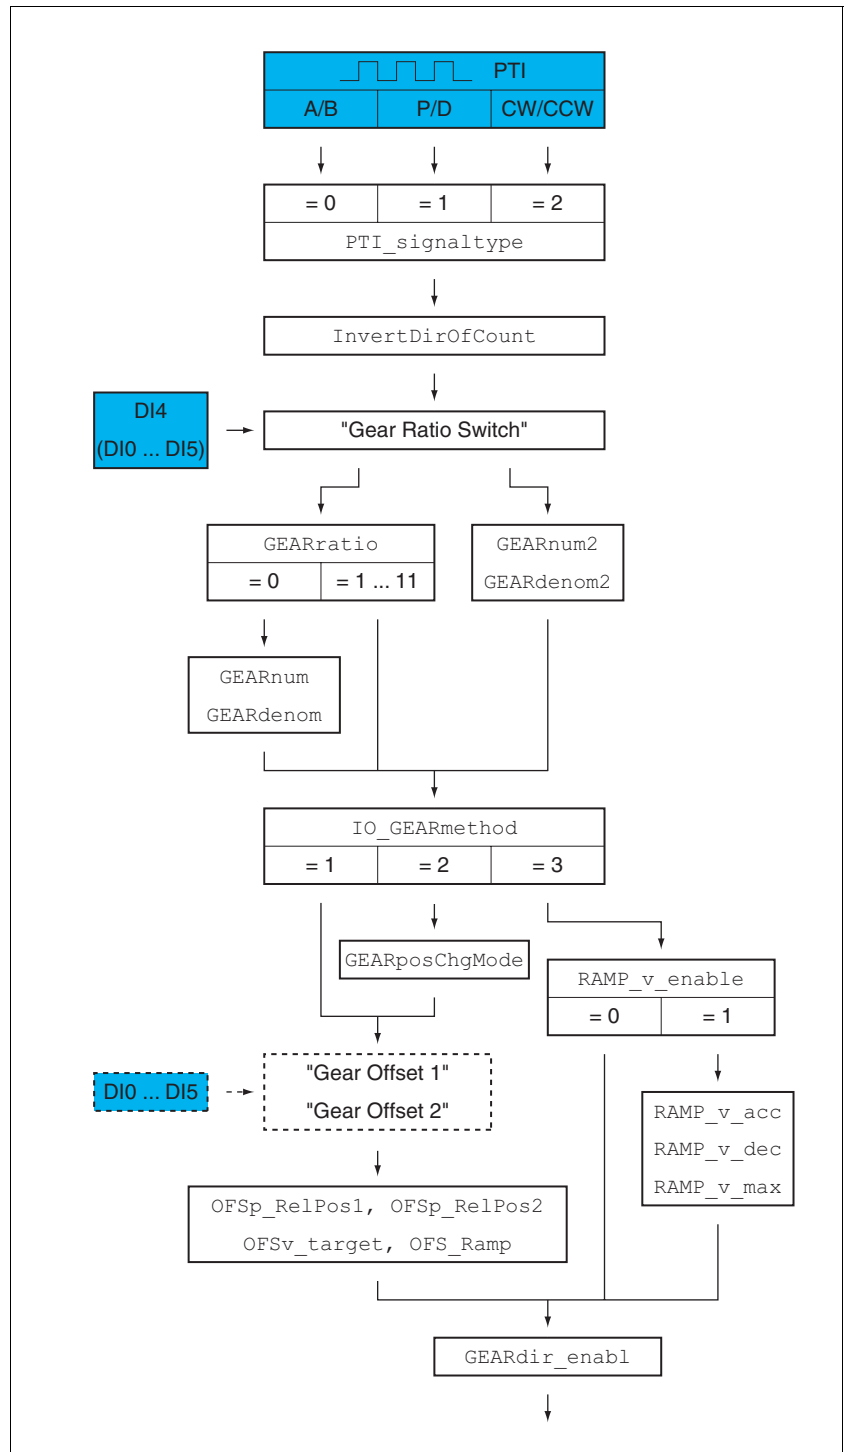 PTI
A/B P/D CW/CCW
= 0 = 1 = 2
PTI_signaltype
InvertDirOfCount
DI4
(DI0 ... DI5)
"Gear Ratio Switch"
GEARratio
= 0 = 1 ... 11
GEARnum2
GEARdenom2
GEARnum
GEARdenom
IO_GEARmethod
= 1 = 2 = 3
GEARposChgMode
RAMP_v_enable
= 0 = 1
DI0 ... DI5
"Gear Offset 1"
"Gear Offset 2"
RAMP_v_acc
RAMP_v_dec
RAMP_v_max
OFSp_RelPos1, OFSp_RelPos2
OFSv_target, OFS_Ramp
GEARdir_enabl